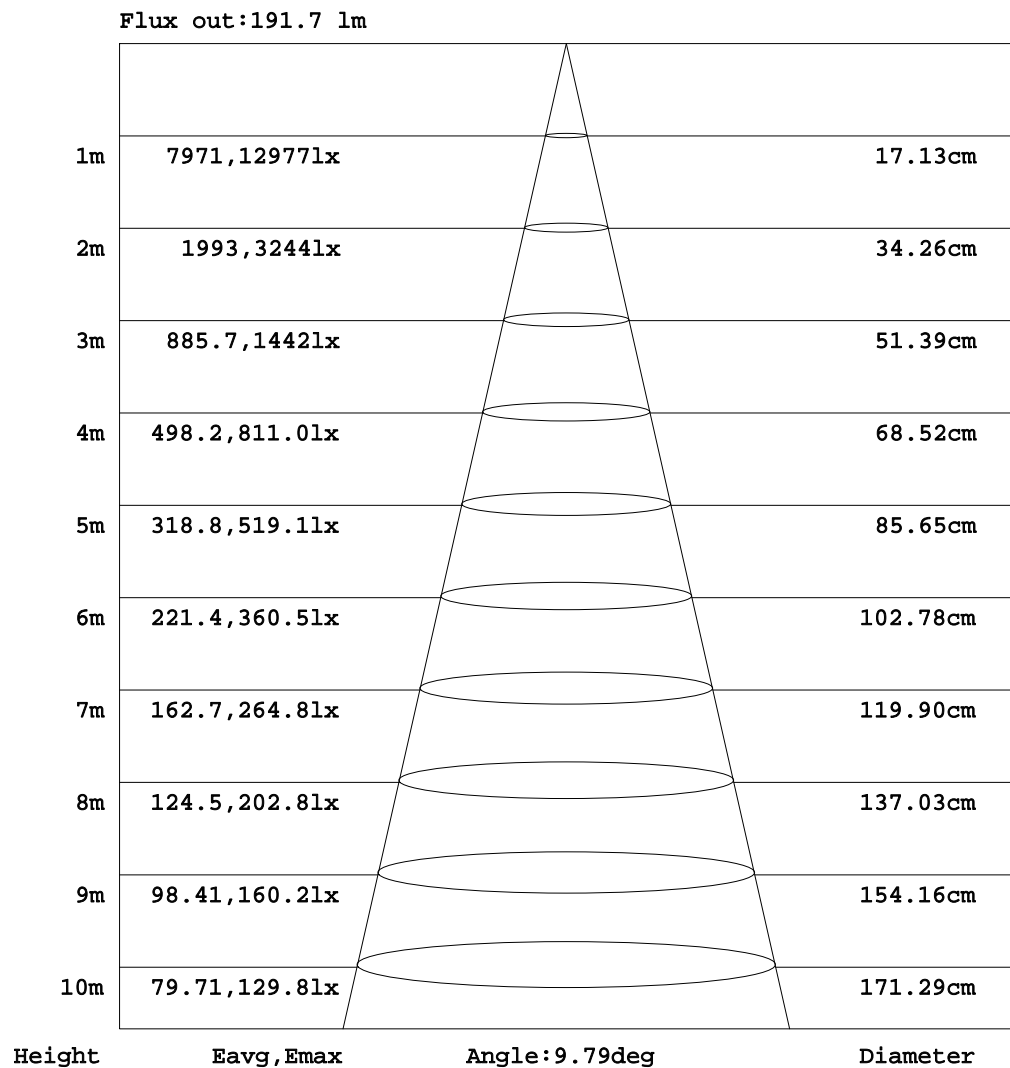 Flux out:191.7 lm
1m 7971,12977lx 17.13cm
2m 1993,3244lx 34.26cm
3m 885.7,1442lx 51.39cm
4m 498.2,811.0lx 68.52cm
5m 318.8,519.1lx 85.65cm
6m 221.4,360.5lx 102.78cm
7m 162.7,264.8lx 119.90cm
8m 124.5,202.8lx 137.03cm
9m 98.41,160.2lx 154.16cm
10m 79.71,129.8lx 171.29cm
Height Eavg,Emax Angle:9.79deg Diameter